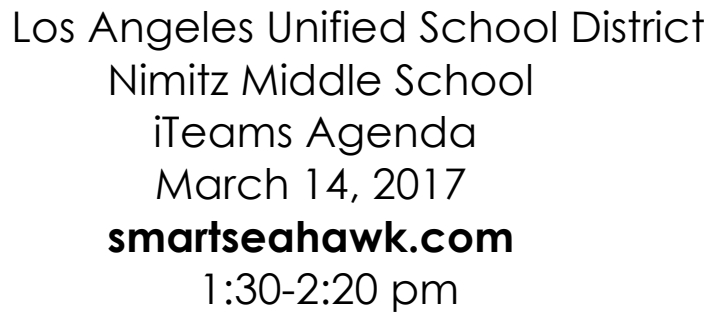 Los Angeles Unified School District
Nimitz Middle School
iTeams Agenda
March 14, 2017
smartseahawk.com
1:30-2:20 pm